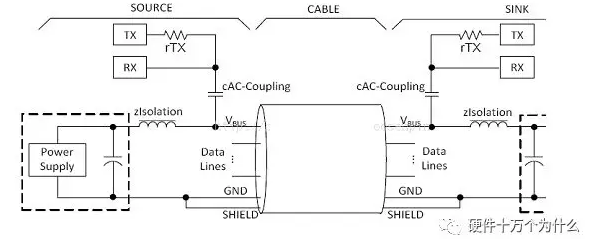 SOURCE
CABLE
SINK
TX
rTX
RX
cAC-Coupling
zIsolation
VBUS
Power
Supply
Data
Lines
GND
SHIELD
TX
rTX
RX
cAC-Coupling
zIsolation
VBUS
Data
Lines
GND
SHIELD
硬件十万个为什么